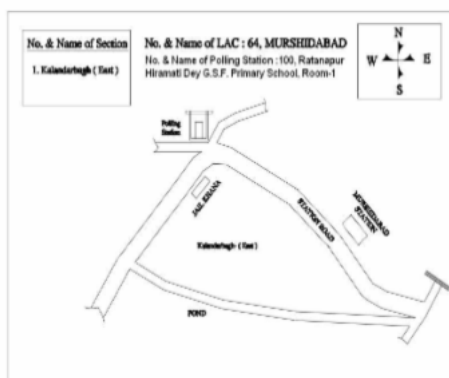 No. & Name of Section
1. Kalandarbagh ( East )
No. & Name of LAC : 64, MURSHIDABAD
No. & Name of Polling Station :100, Ratanapur
Hiramati Dey G.S.F. Primary School, Room-1
N
W E
S
Polling
Station
JAIL KHANA
STATION ROAD
MURSHIDABAD
STATION
Kalandarbagh ( East )
POND